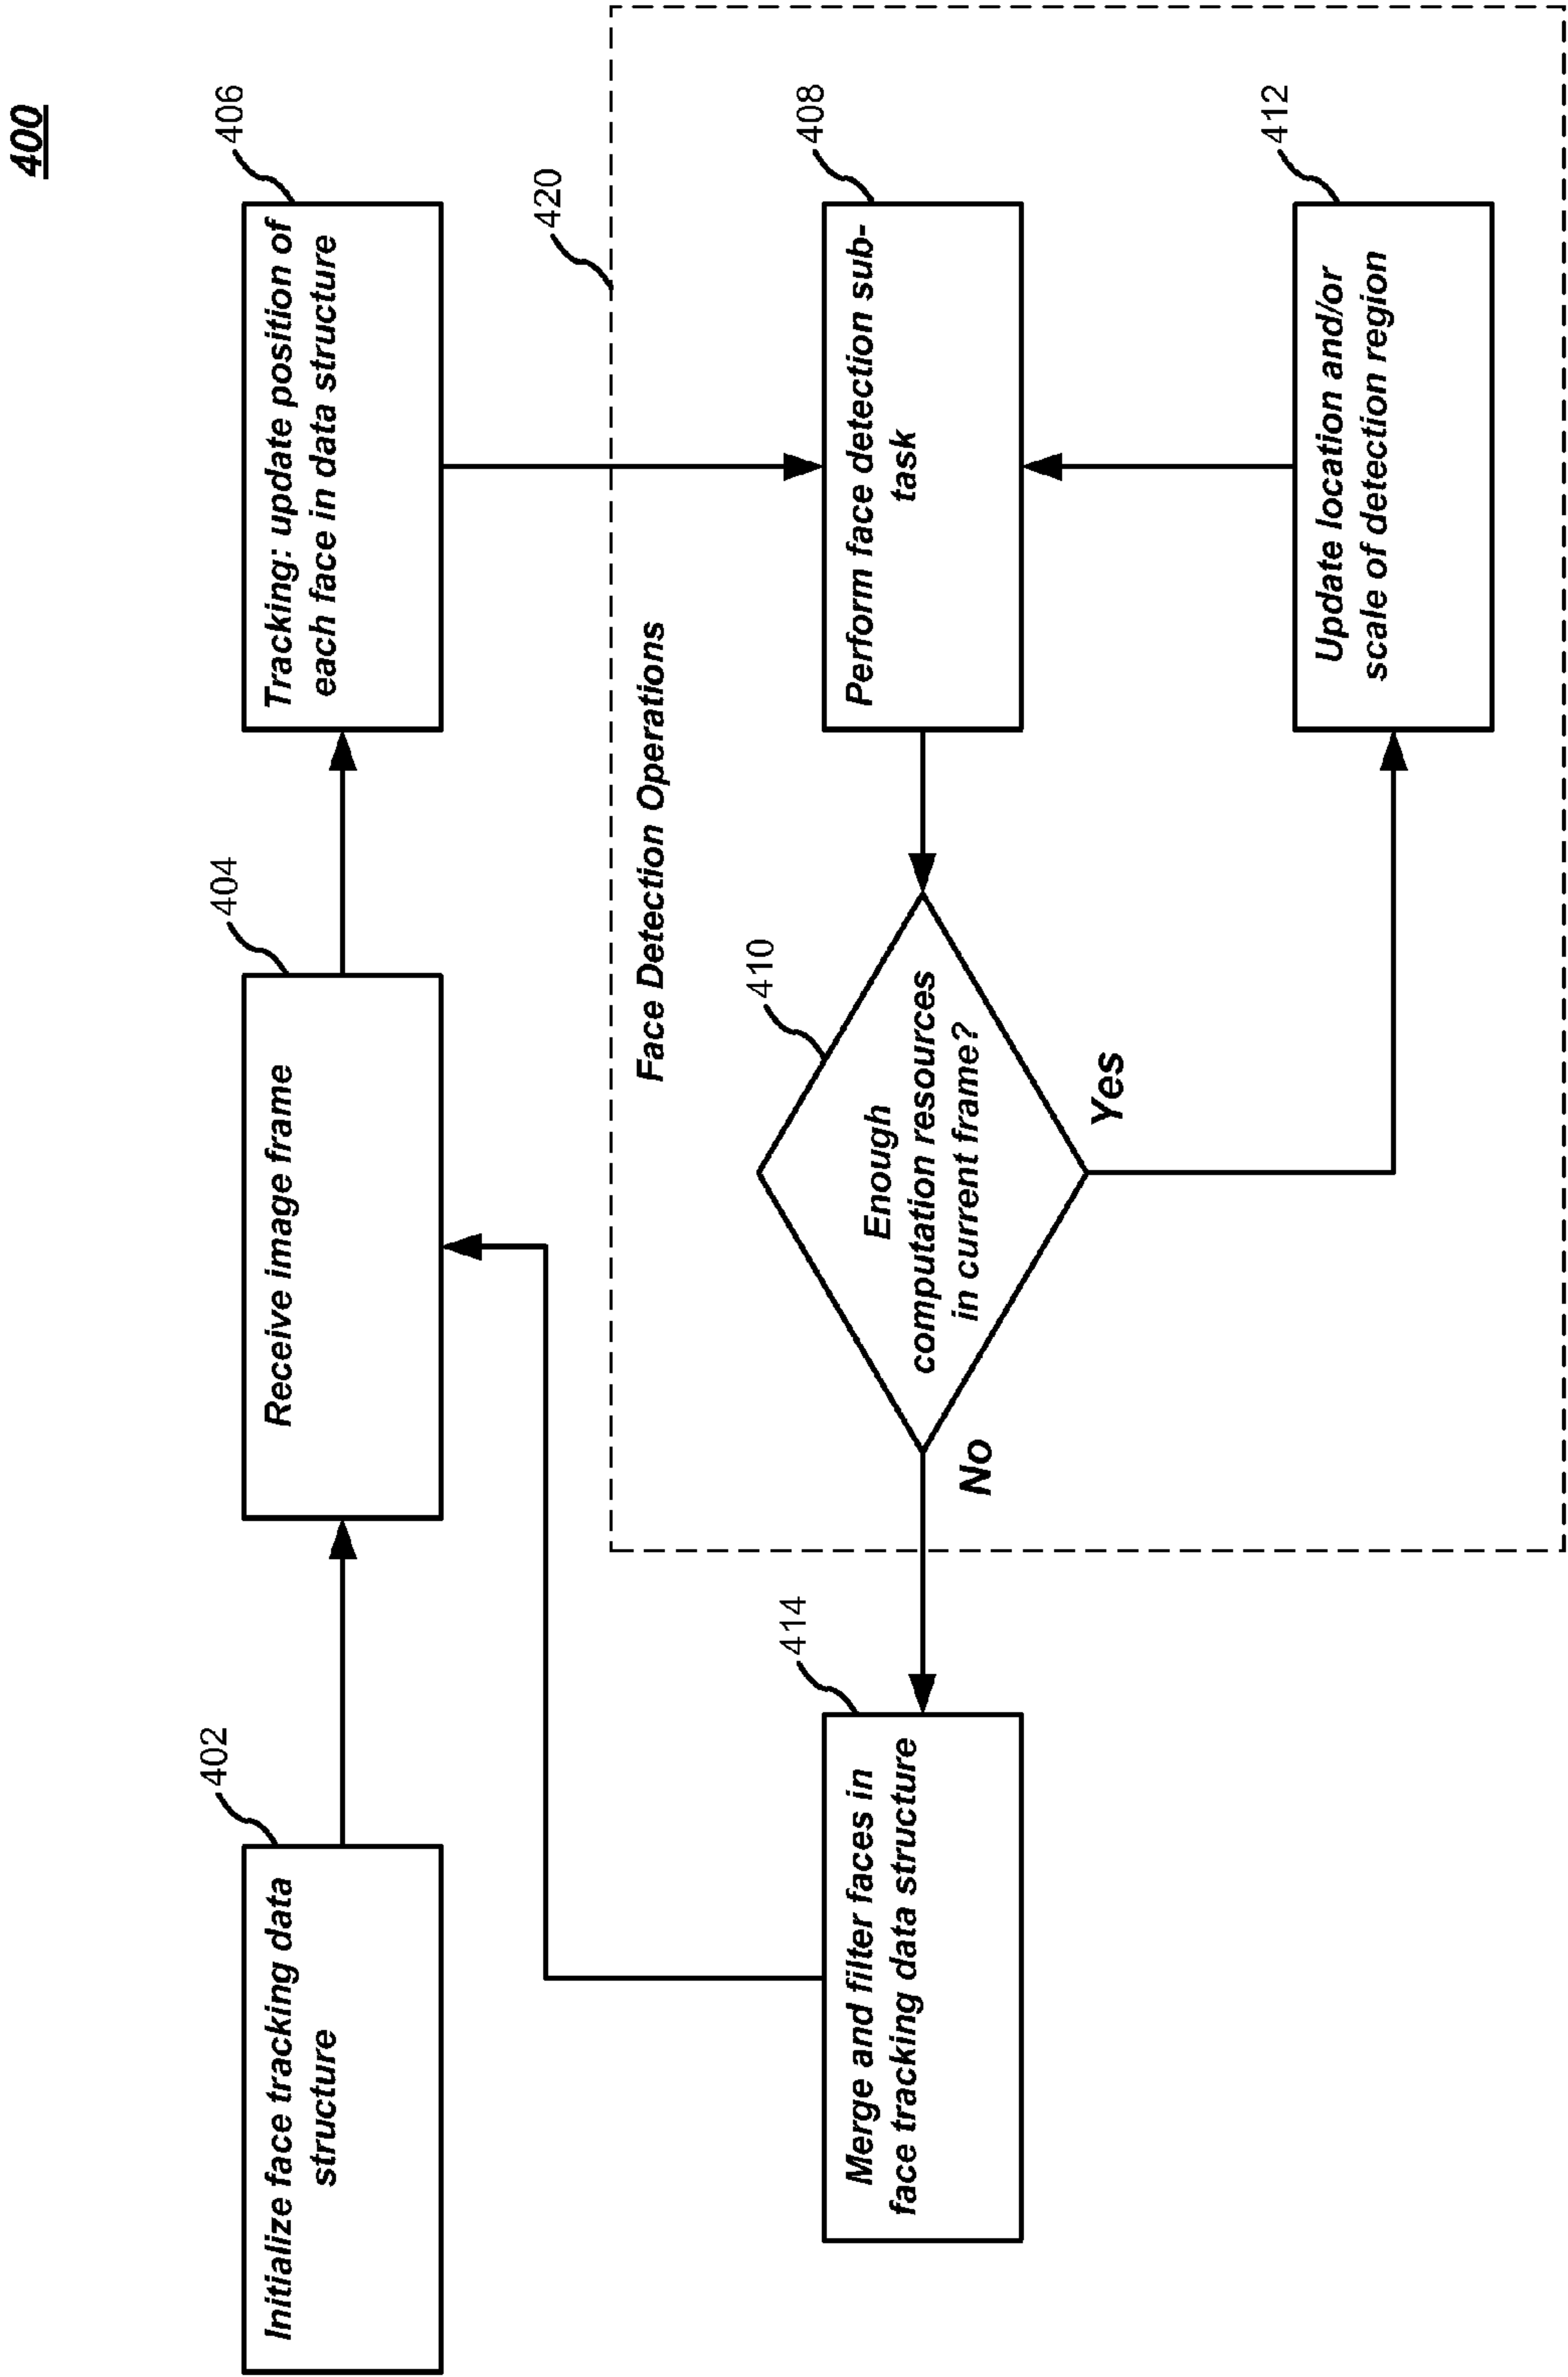 400
402
Initialize face tracking data
structure
404
Receive image frame
406
Tracking: update position of
each face in data structure
420
Face Detection Operations
408
Perform face detection sub-
task
410
Enough
computation resources
in current frame?
Yes
No
412
Update location and/or
scale of detection region
414
Merge and filter faces in
face tracking data structure